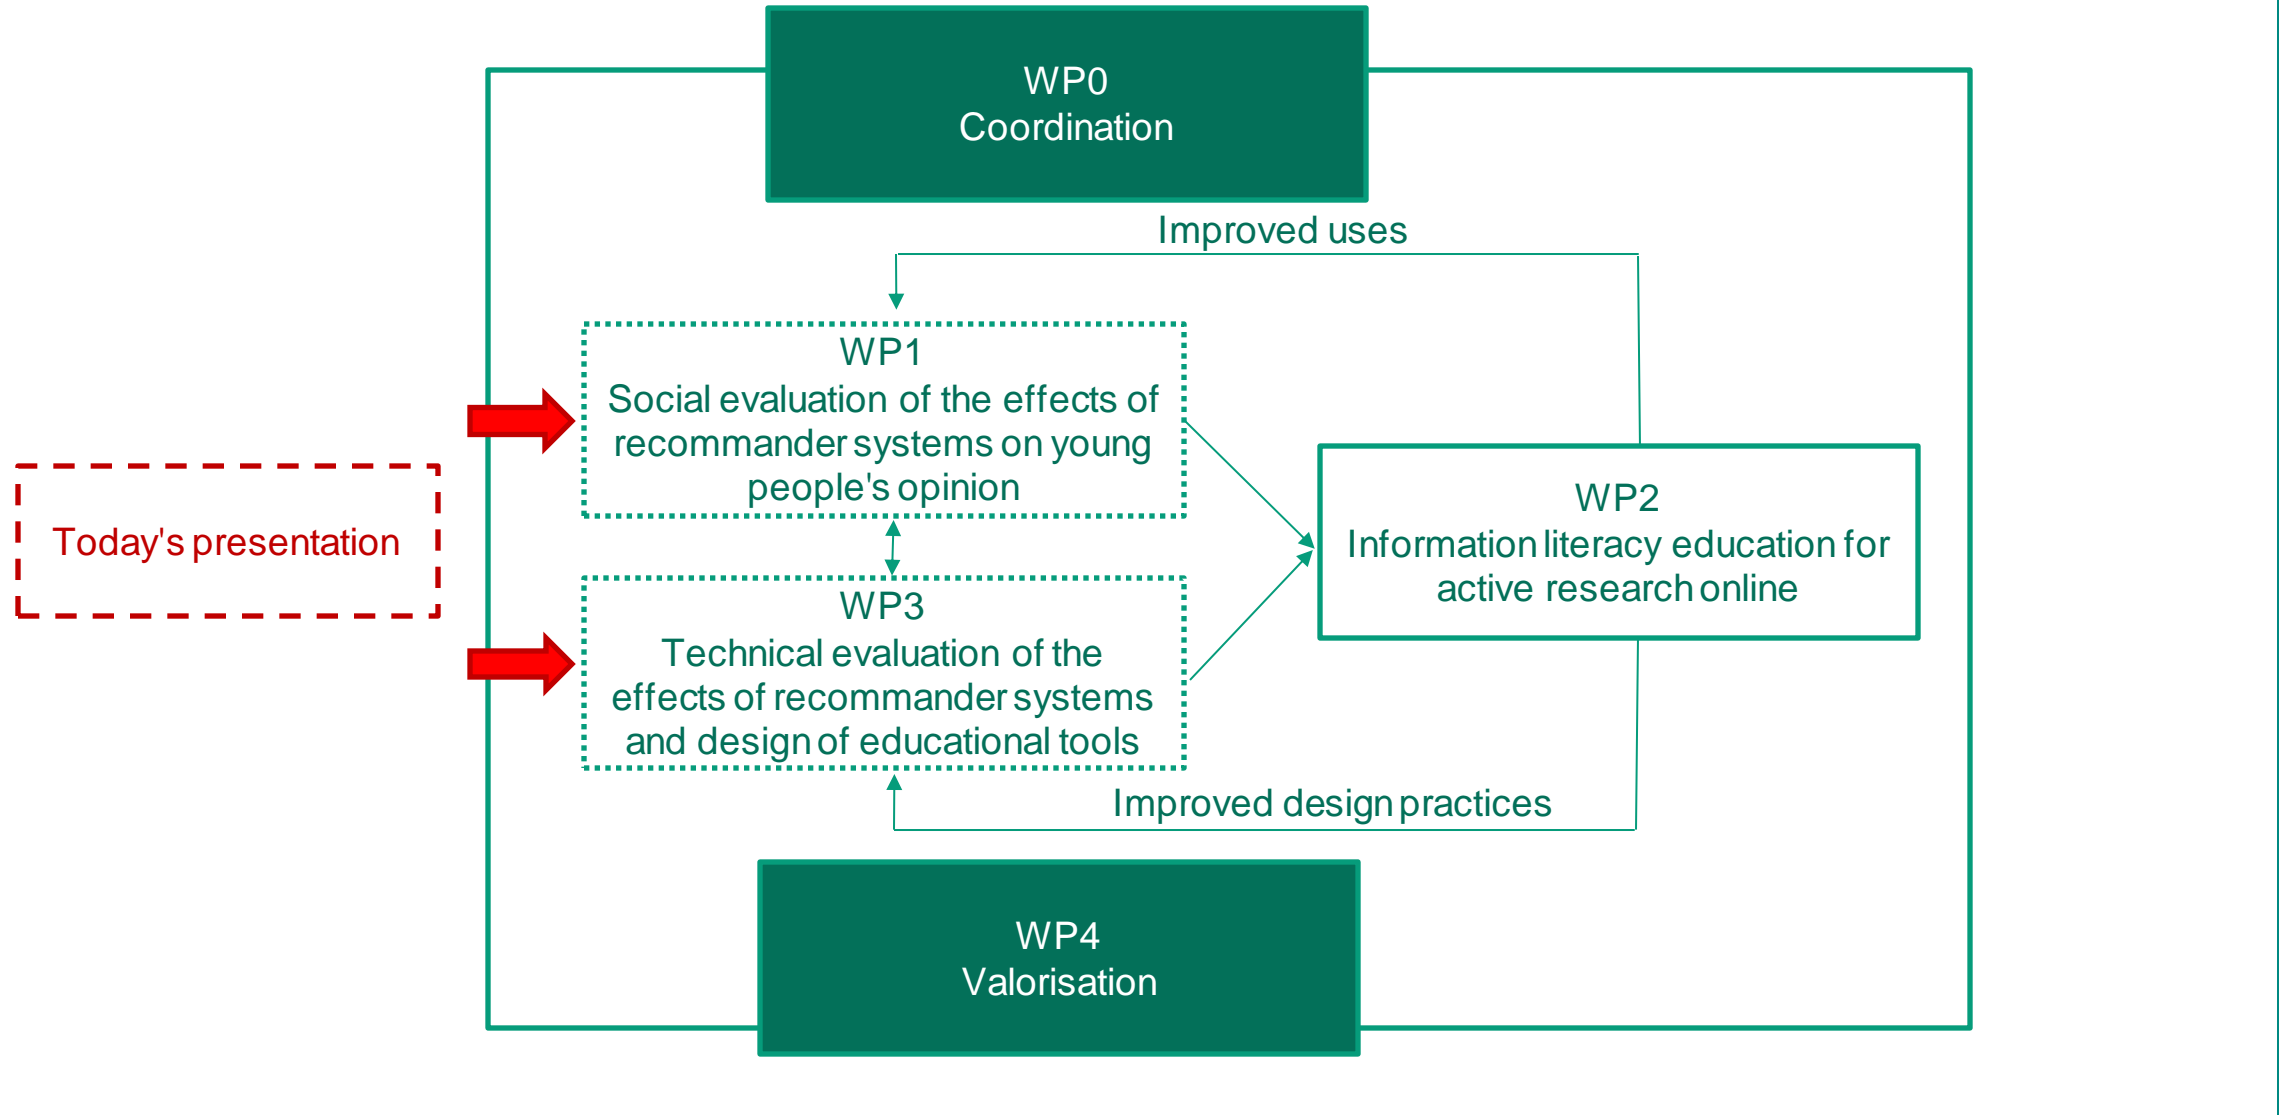 WP0
Coordination
Improved uses
WP1
Social evaluation of the effects of
recommander systems on young
people's opinion
Today's presentation
WP2
Information literacy education for
active research online
WP3
Technical evaluation of the
effects of recommander systems
and design of educational tools
Improved design practices
WP4
Valorisation